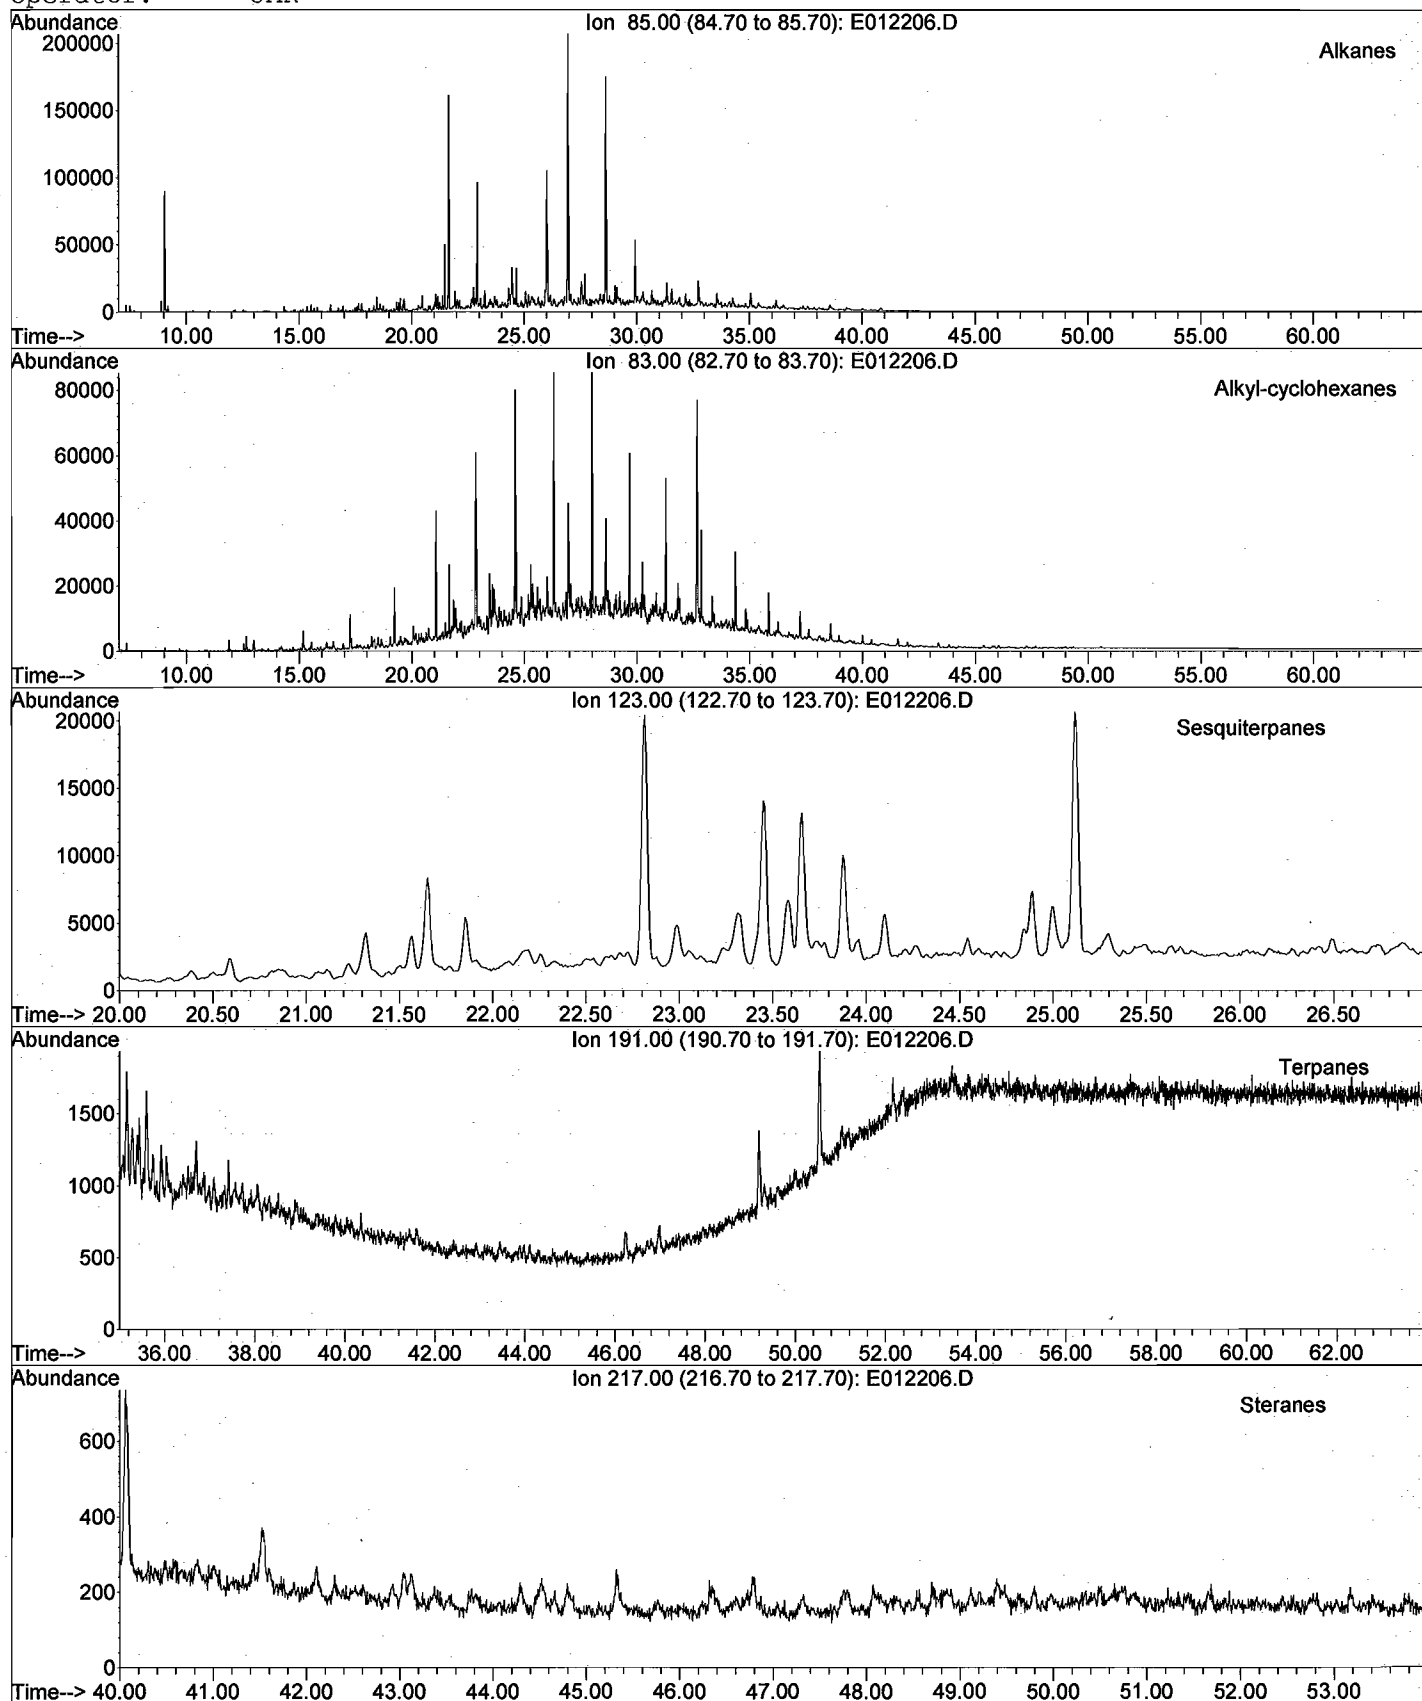 Abundance Ion 85.00 (84.70 to 85.70): E012206.D
Alkanes
200000
150000
100000
50000
0
Time--> 10.00 15.00 20.00 25.00 30.00 35.00 40.00 45.00 50.00 55.00 60.00
Abundance Ion 83.00 (82.70 to 83.70): E012206.D
Alkyl-cyclohexanes
80000
60000
40000
20000
0
Time--> 10.00 15.00 20.00 25.00 30.00 35.00 40.00 45.00 50.00 55.00 60.00
Abundance Ion 123.00 (122.70 to 123.70): E012206.D
20000
Sesquiterpanes
15000
10000
5000
0
Time--> 20.00 20.50 21.00 21.50 22.00 22.50 23.00 23.50 24.00 24.50 25.00 25.50 26.00 26.50
Abundance Ion 191.00 (190.70 to 191.70): E012206.D
Terpanes
1500
1000
500
0
Time--> 36.00 38.00 40.00 42.00 44.00 46.00 48.00 50.00 52.00 54.00 56.00 58.00 60.00 62.00
Abundance Ion 217.00 (216.70 to 217.70): E012206.D
Steranes
600
400
200
0
Time--> 40.00 41.00 42.00 43.00 44.00 45.00 46.00 47.00 48.00 49.00 50.00 51.00 52.00 53.00